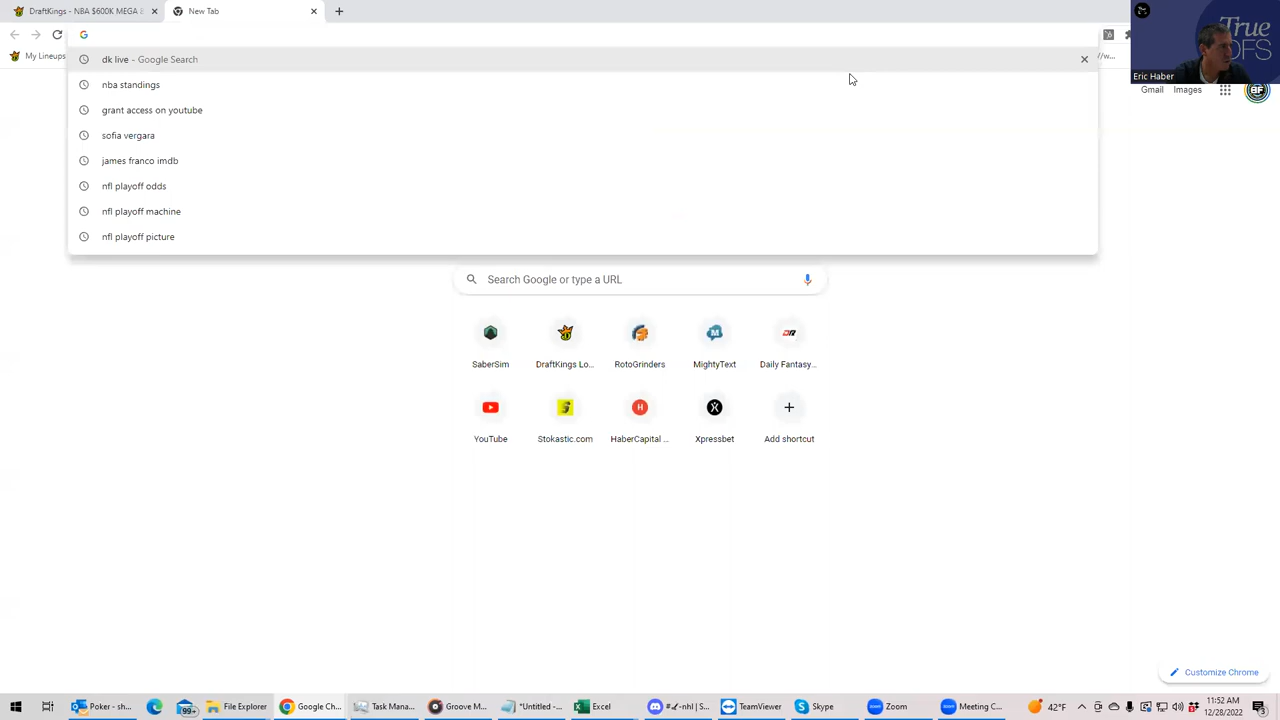 DraftKings - NBA $600K MEGA
New Tab
My Lineups
dk live - Google Search
nba standings
grant access on youtube
sofia vergara
james franco imdb
nfl playoff odds
nfl playoff machine
nfl playoff picture
True
DFS
Eric Haber
Gmail Images
Search Google or type a URL
SaberSim DraftKings Lo... RotoGrinders MightyText Daily Fantasy...
YouTube Stokastic.com HaberCapital ... Xpressbet Add shortcut
Customize Chrome
Poker - sh... 99+ File Explorer Google Ch... Task Mana... Groove M... *Untitled -... Excel TeamViewer Skype Zoom Meeting C... 42°F
11:52 AM
12/28/2022